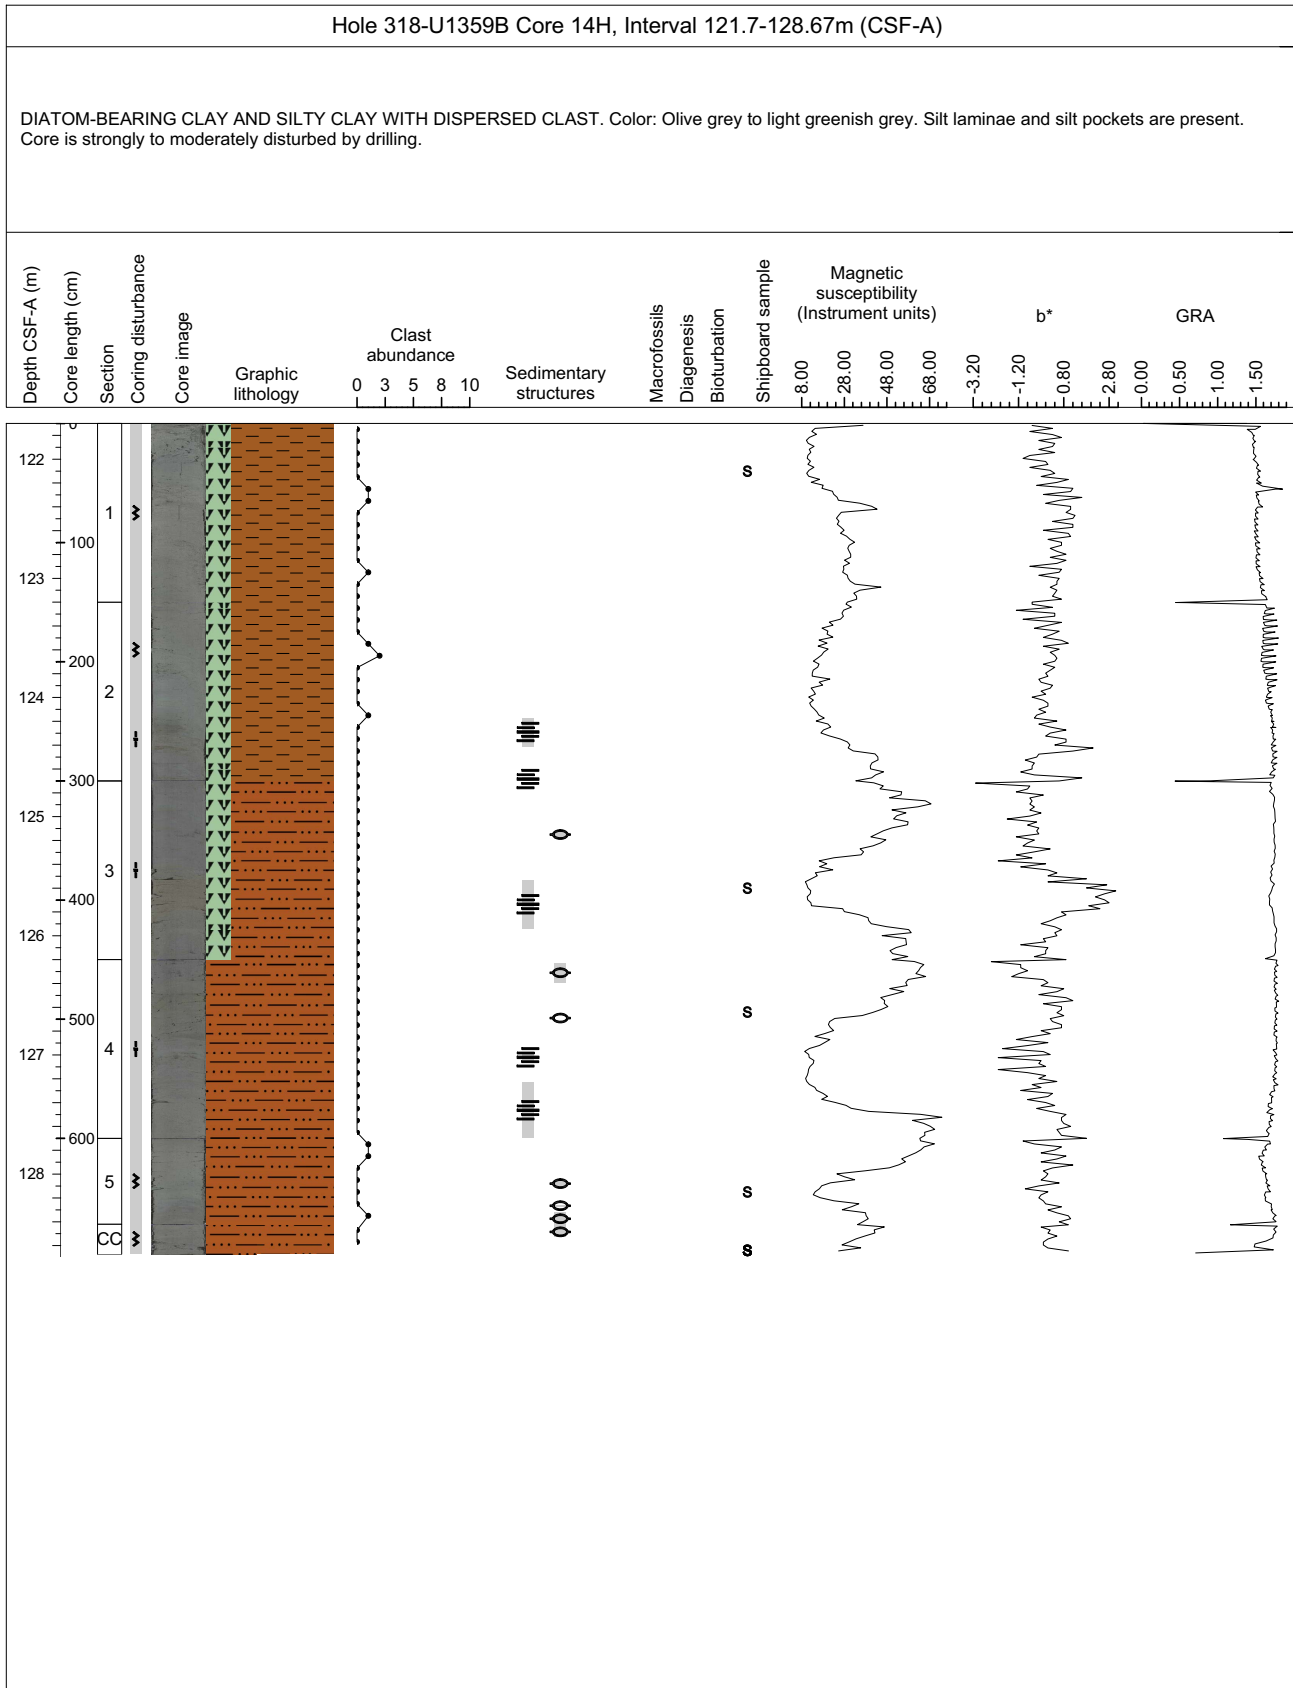 Hole 318-U1359B Core 14H, Interval 121.7-128.67m (CSF-A)
DIATOM-BEARING CLAY AND SILTY CLAY WITH DISPERSED CLAST. Color: Olive grey to light greenish grey. Silt laminae and silt pockets are present.
Core is strongly to moderately disturbed by drilling.
Depth CSF-A (m)
Core length (cm)
Section
Coring disturbance
Core image
Graphic
lithology
Clast
abundance
0 3 5 8 10
Sedimentary
structures
Macrofossils
Diagenesis
Bioturbation
Shipboard sample
Magnetic
susceptibility
(Instrument units)
8.00 28.00 48.00 68.00
b*
-3.20 -1.20 0.80 2.80
GRA
0.00 0.50 1.00 1.50
0
122
S
1
100
123
200
2
124
300
125
3
S
400
126
S
500
4
127
600
128
5
S
CC
S